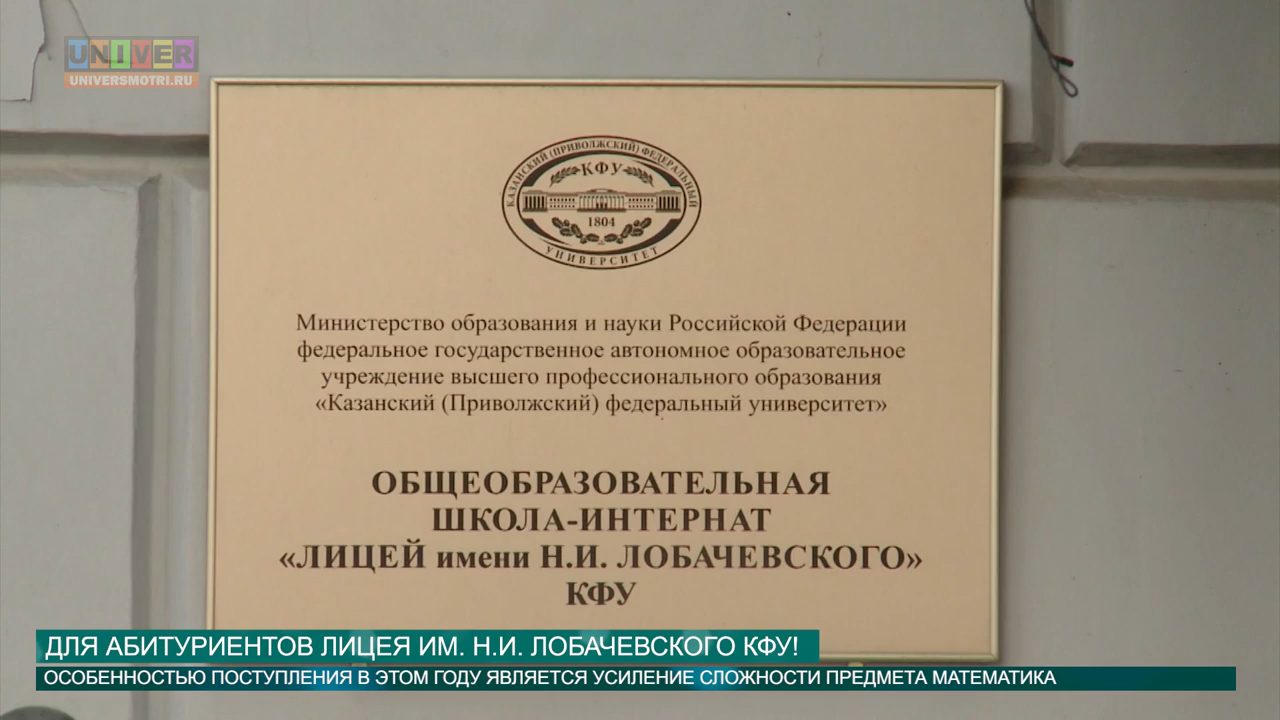 UNIVER
UNIVERSMOTRI.RU
КАЗАНСКИЙ (ПРИВОЛЖСКИЙ) ФЕДЕРАЛЬНЫЙ
КФУ
1804
УНИВЕРСИТЕТ
Министерство образования и науки Российской Федерации
федеральное государственное автономное образовательное
учреждение высшего профессионального образования
«Казанский (Приволжский) федеральный университет»
ОБЩЕОБРАЗОВАТЕЛЬНАЯ
ШКОЛА-ИНТЕРНАТ
«ЛИЦЕЙ имени Н.И. ЛОБАЧЕВСКОГО»
КФУ
ДЛЯ АБИТУРИЕНТОВ ЛИЦЕЯ ИМ. Н.И. ЛОБАЧЕВСКОГО КФУ!
ОСОБЕННОСТЬЮ ПОСТУПЛЕНИЯ В ЭТОМ ГОДУ ЯВЛЯЕТСЯ УСИЛЕНИЕ СЛОЖНОСТИ ПРЕДМЕТА МАТЕМАТИКА